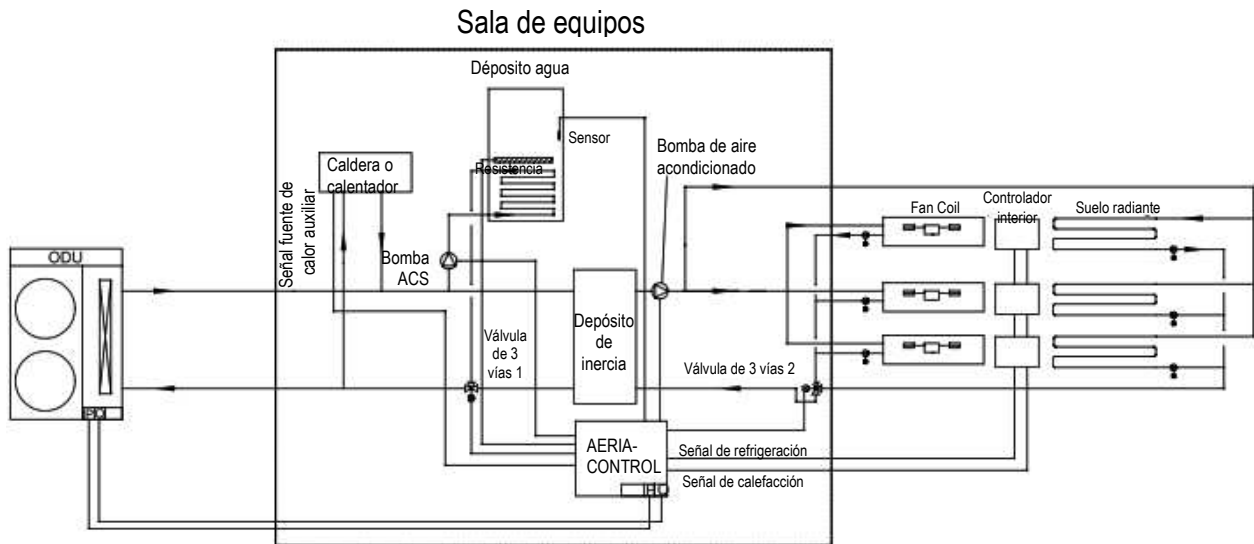 Sala de equipos
Déposito agua
Sensor
Resistencia
Bomba de aire
acondicionado
Caldera o
calentador
Señal fuente de
calor auxiliar
Bomba
ACS
Fan Coil
Controlador
interior
Suelo radiante
ODU
Depósito
de
inercia
Válvula
de 3
vías 1
Válvula de 3 vías 2
AERIA-
CONTROL
Señal de refrigeración
Señal de calefacción